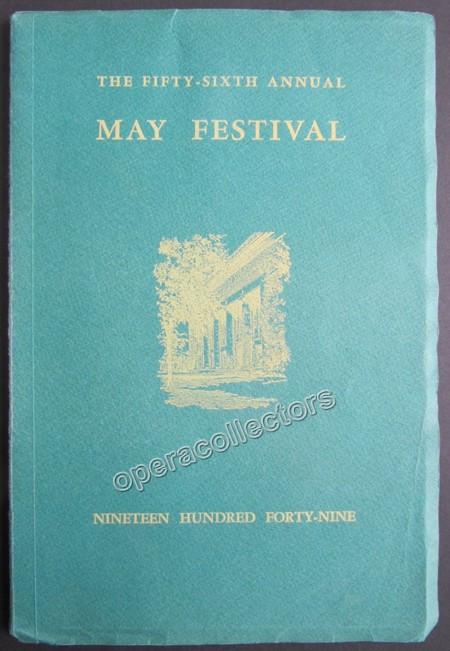 THE FIFTY-SIXTH ANNUAL
MAY FESTIVAL
operacollectors
NINETEEN HUNDRED FORTY-NINE